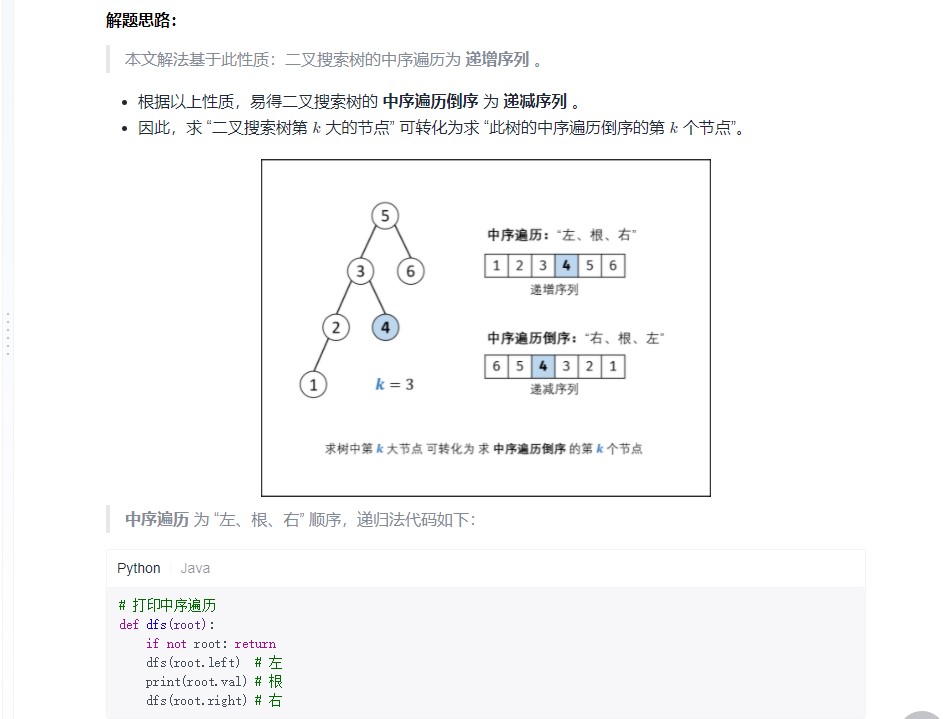 解题思路：
本文解法基于此性质：二叉搜索树的中序遍历为 递增序列 。
• 根据以上性质，易得二叉搜索树的 中序遍历倒序 为 递减序列 。
• 因此，求 “二叉搜索树第 k 大的节点” 可转化为求 “此树的中序遍历倒序的第 k 个节点”。
5
3 6
2 4
1
k = 3
中序遍历：“左、根、右”
1 2 3 4 5 6
递增序列
中序遍历倒序：“右、根、左”
6 5 4 3 2 1
递减序列
求树中第 k 大节点 可转化为 求 中序遍历倒序 的第 k 个节点
中序遍历 为 “左、根、右” 顺序，递归法代码如下：
Python Java
# 打印中序遍历
def dfs(root):
    if not root: return
    dfs(root.left)  # 左
    print(root.val) # 根
    dfs(root.right) # 右